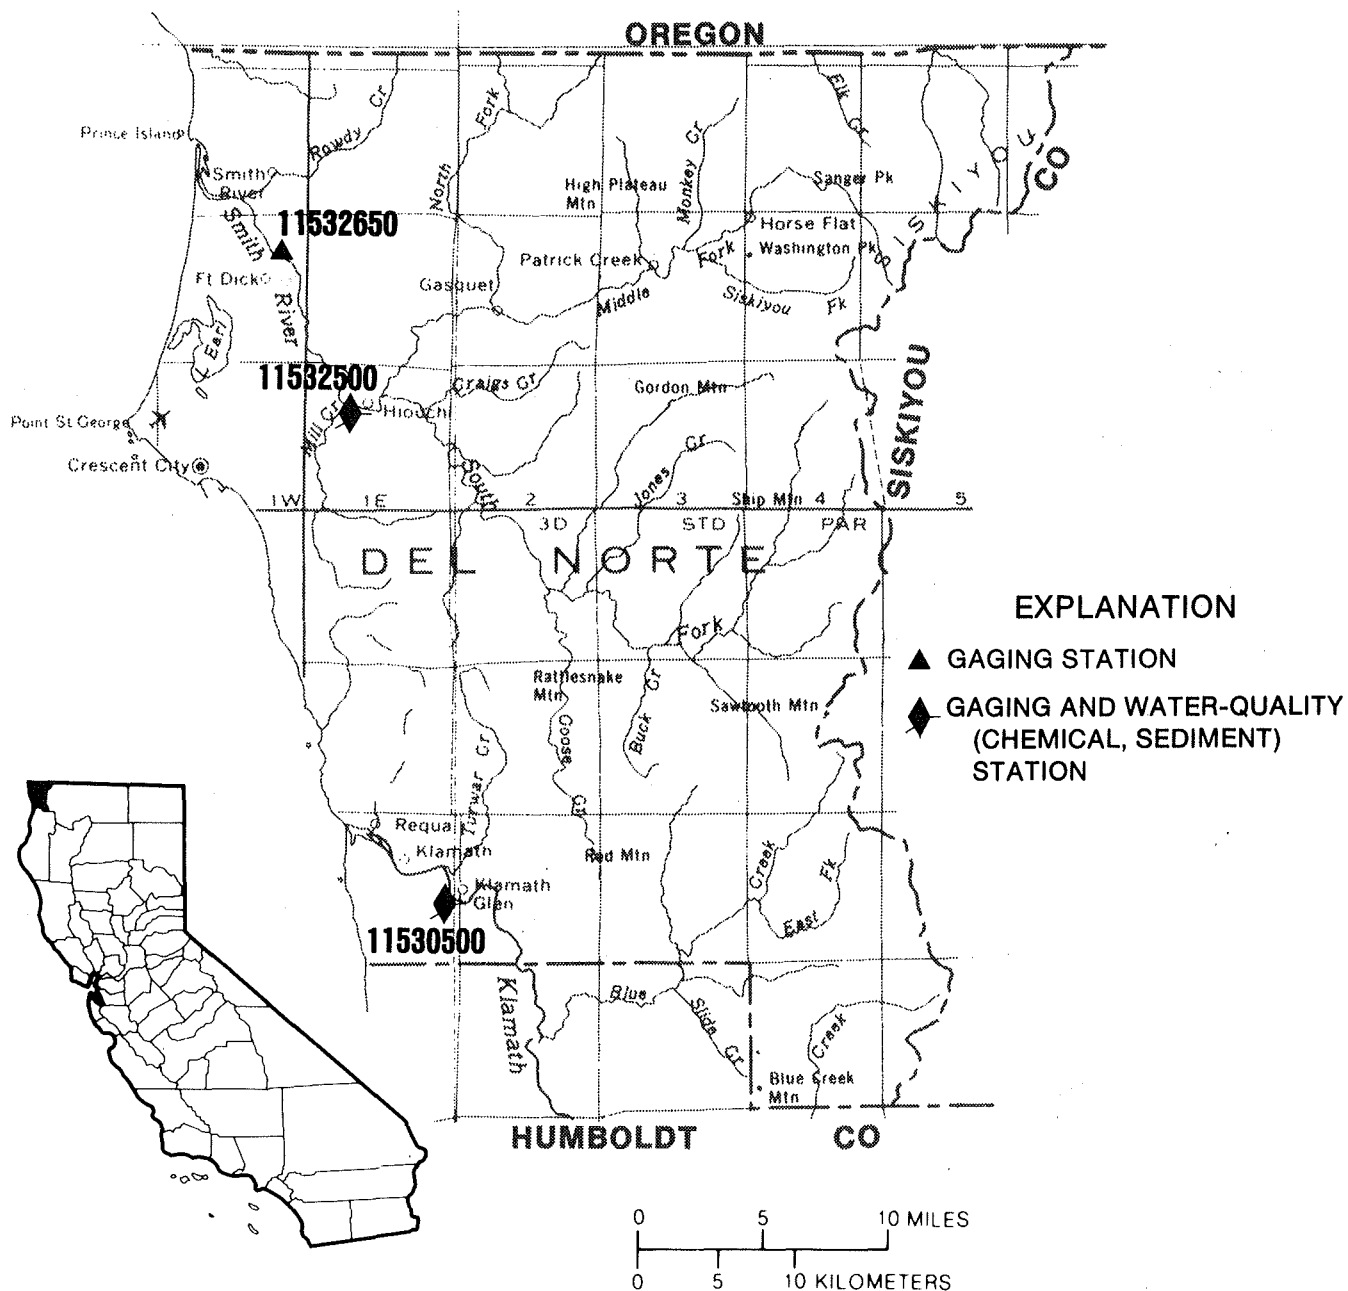 OREGON
Elk
Cr
Cr
Fork
Rowdy
Prince Island
Monkey Cr
SISKIYOU
CO
Smith
River
High Plateau
Mtn
Sanger Pk
North
Smith
11532650
Horse Flat
Washington Pk
Patrick Creek
Fork
Ft Dick
Gasquet
Middle
Siskiyou
Fk
River
L Earl
11532500
Craigs Cr
Gordon Mtn
SISKIYOU
Mill Cr
Hiouchi
Point St George
Cr
Crescent City
South
Jones
1W 1E 2 3 Ship Mtn 4 5
3D STD PAR
DEL NORTE
EXPLANATION
Fork
GAGING STATION
Rattlesnake
Mtn
Cr
Sawtooth Mtn
GAGING AND WATER-QUALITY
(CHEMICAL, SEDIMENT)
STATION
Goose
Buck
Cr
Turwar Cr
Requa
Klamath
Red Mtn
Creek
Fk
Klamath
Glen
East
11530500
Klamath
Blue
Slide
Cr
Creek
Blue Creek
Mtn
HUMBOLDT CO
0 5 10 MILES
0 5 10 KILOMETERS